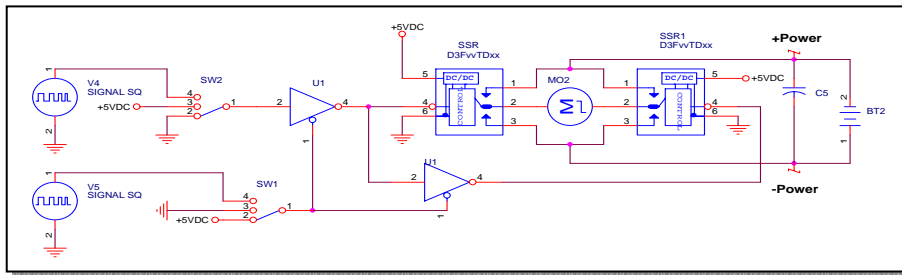 +5VDC
SSR
D3FvvTDxx
SSR1
D3FvvTDxx
+Power
V4
SIGNAL SQ
1
2
SW2
+5VDC
4
3
2
1
U1
2
4
1
5
4
6
DC/DC
CONTROL
1
2
3
MO2
M
1
2
3
DC/DC
CONTROL
5
4
6
+5VDC
C5
2
BT2
1
-Power
V5
SIGNAL SQ
1
2
SW1
+5VDC
4
3
2
1
U1
2
4
1